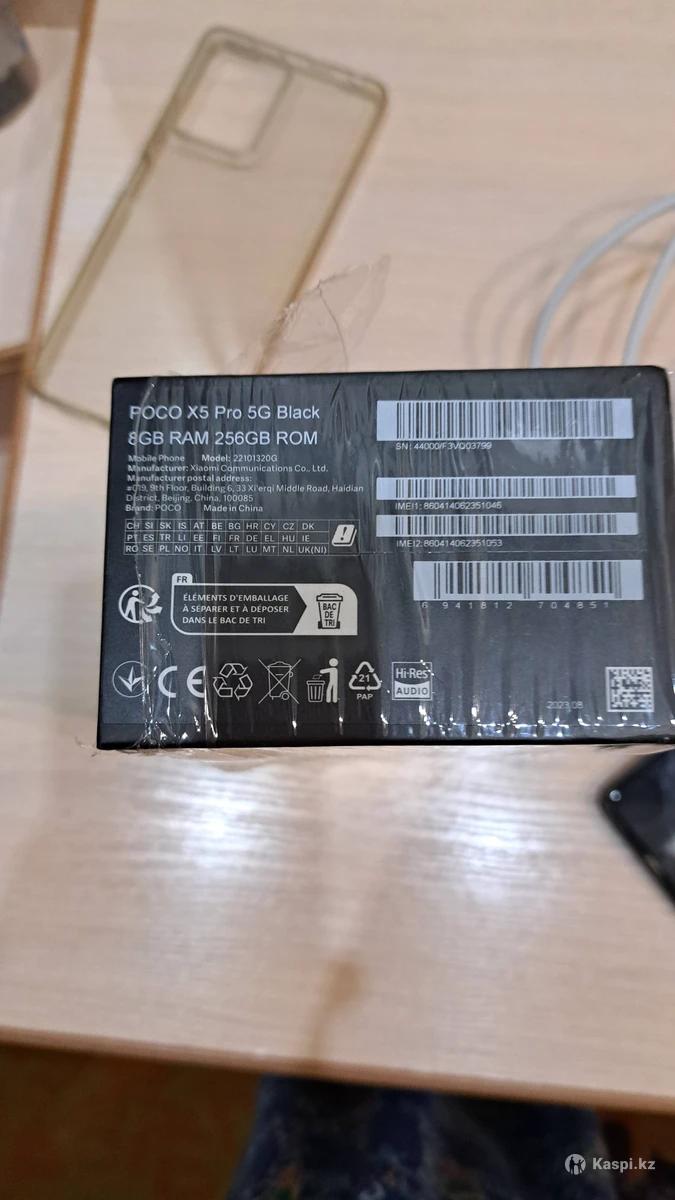 POCO X5 Pro 5G Black
8GB RAM 256GB ROM
Mobile Phone Model: 22101320G
Manufacturer: Xiaomi Communications Co., Ltd.
Manufacturer postal address:
#019, 9th Floor, Building 6, 33 Xi'erqi Middle Road, Haidian
District, Beijing, China, 100085
Brand: POCO Made in China
CH SI SK IS AT BE BG HR CY CZ DK
PT ES TR LI EE FI FR DE EL HU IE
RO SE PL NO IT LV LT LU MT NL UK(NI)
SN: 44000/F3VQ03799
IMEI1: 860414062351046
IMEI2: 860414062351053
6 941812 704851
FR
ÉLÉMENTS D'EMBALLAGE
À SÉPARER ET À DÉPOSER
DANS LE BAC DE TRI
BAC
DE
TRI
CE
21
PAP
Hi-Res
AUDIO
2023.08
Kaspi.kz